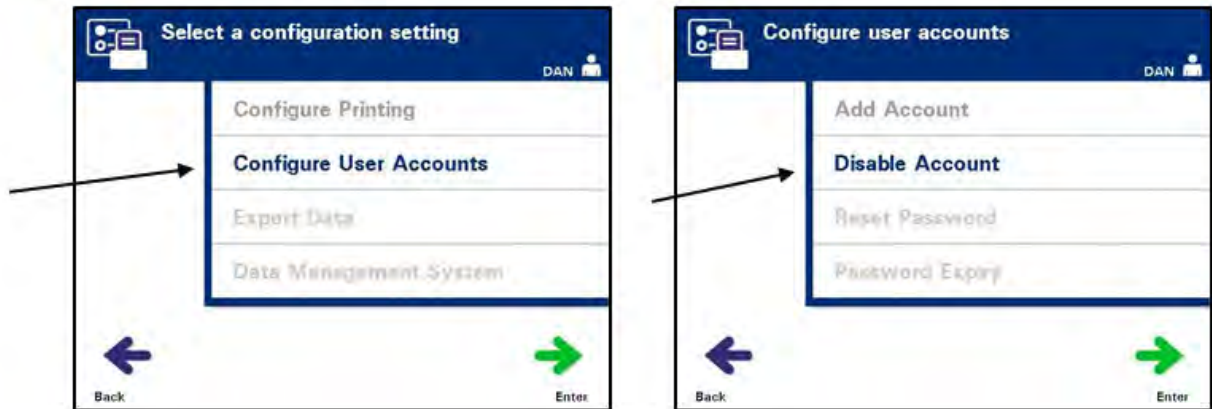 Select a configuration setting
DAN
Configure Printing
Configure User Accounts
Export Data
Data Management System
Back
Enter
Configure user accounts
DAN
Add Account
Disable Account
Reset Password
Password Expiry
Back
Enter